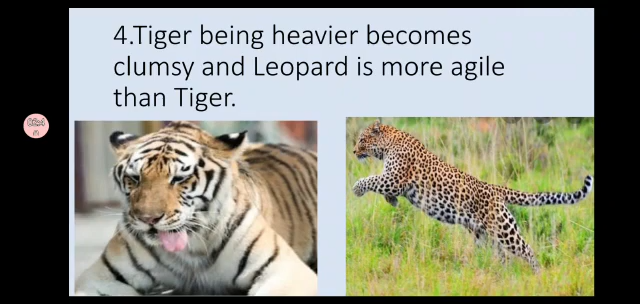 4.Tiger being heavier becomes
clumsy and Leopard is more agile
than Tiger.